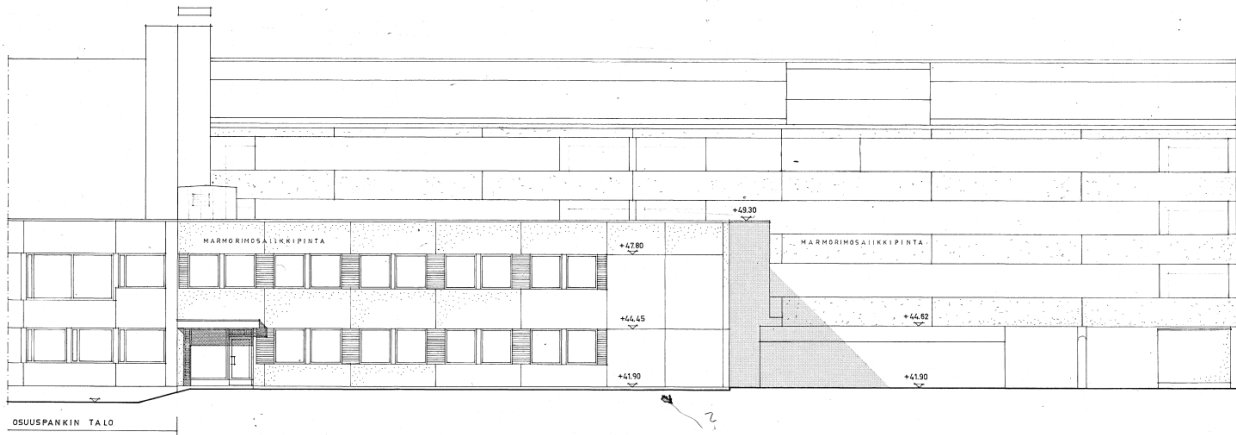 +49.30
MARMORIMOSAIIKKIPINTA
+47.80
MARMORIMOSAIIKKIPINTA
+44.45
+44.62
+41.90
+41.90
OSUUSPANKIN TALO
?